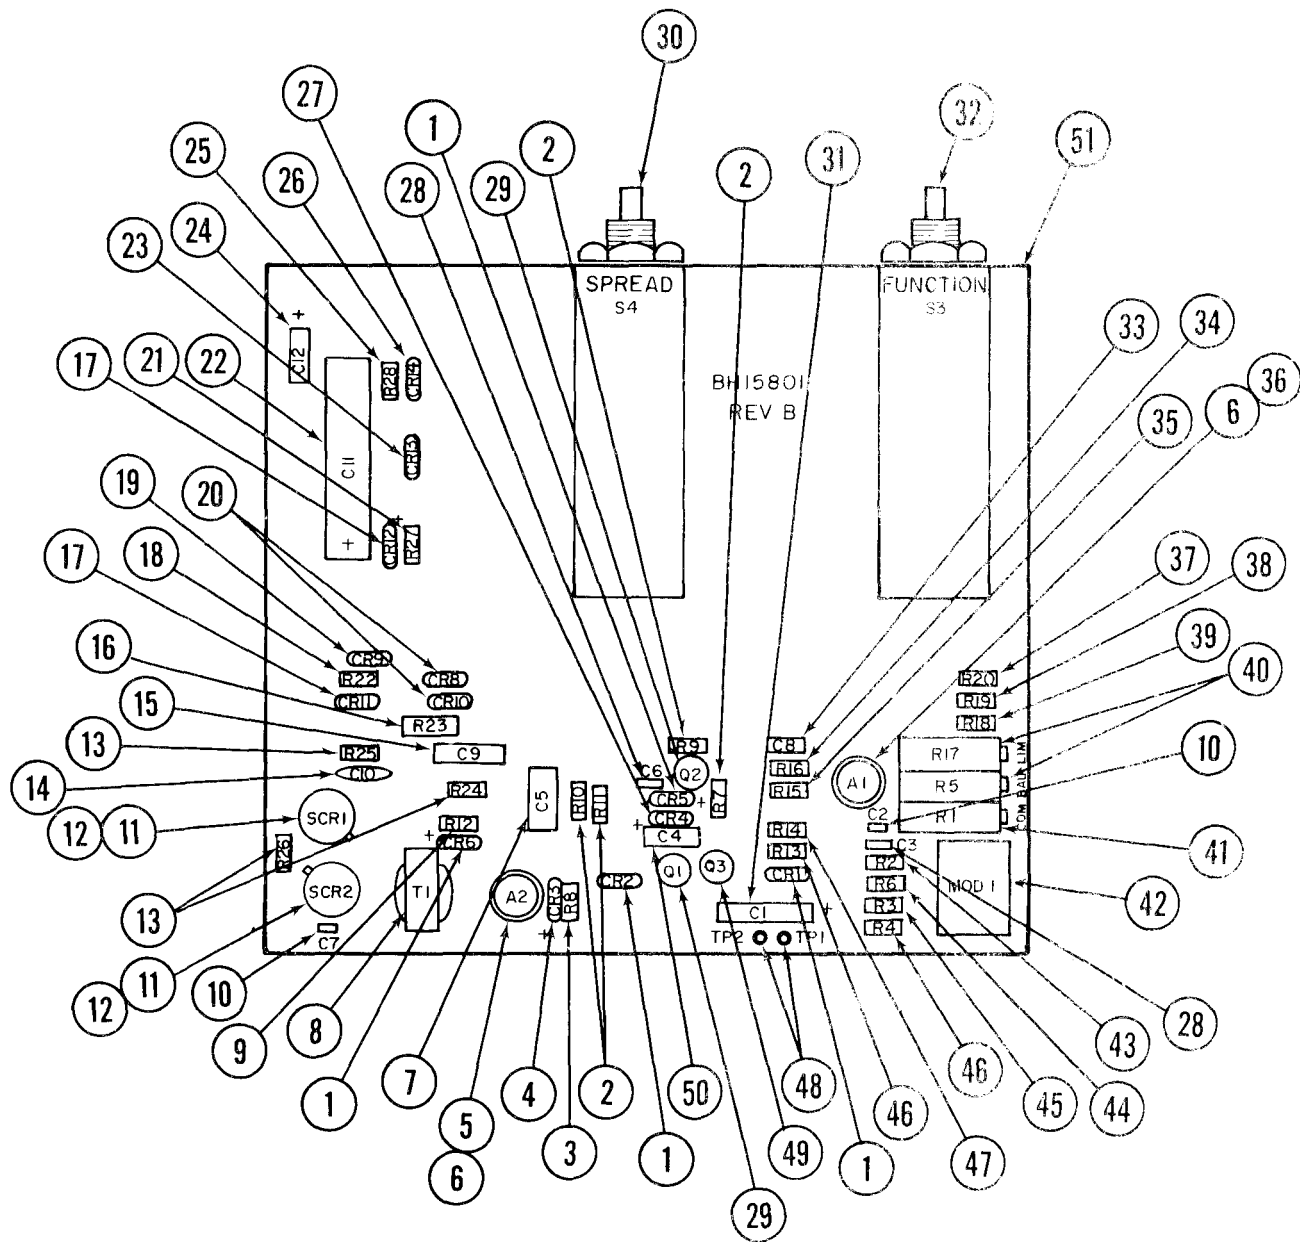 30
27
1
2
32
51
25
28
29
2
31
26
24
23
SPREAD
S4
FUNCTION
S3
+
C12
33
34
17
21
22
R28
CR14
BH15801
REV B
6
36
35
CR13
C11
19
20
+
+
CR12
R27
18
17
37
38
39
16
CR9
R22
CR8
CR11
CR10
R20
R19
R18
40
15
R23
13
R25
C9
R9
C8
R17
LIM
10
14
C10
C6
Q2
R16
A1
R5
BAL
R24
C5
R10
R11
CR5
+
R7
R15
12
11
SCR1
CR4
C2
R1
COM
R12
+
CR6
+
C4
R14
C3
41
R26
R13
R2
SCR2
T1
A2
CR3
R8
CR2
Q1
Q3
CR1
R6
MOD 1
42
13
C1
+
R3
C7
+
TP2
TP1
R4
12
11
10
28
9
8
43
7
4
2
50
48
46
1
5
3
46
45
44
6
1
49
1
47
29